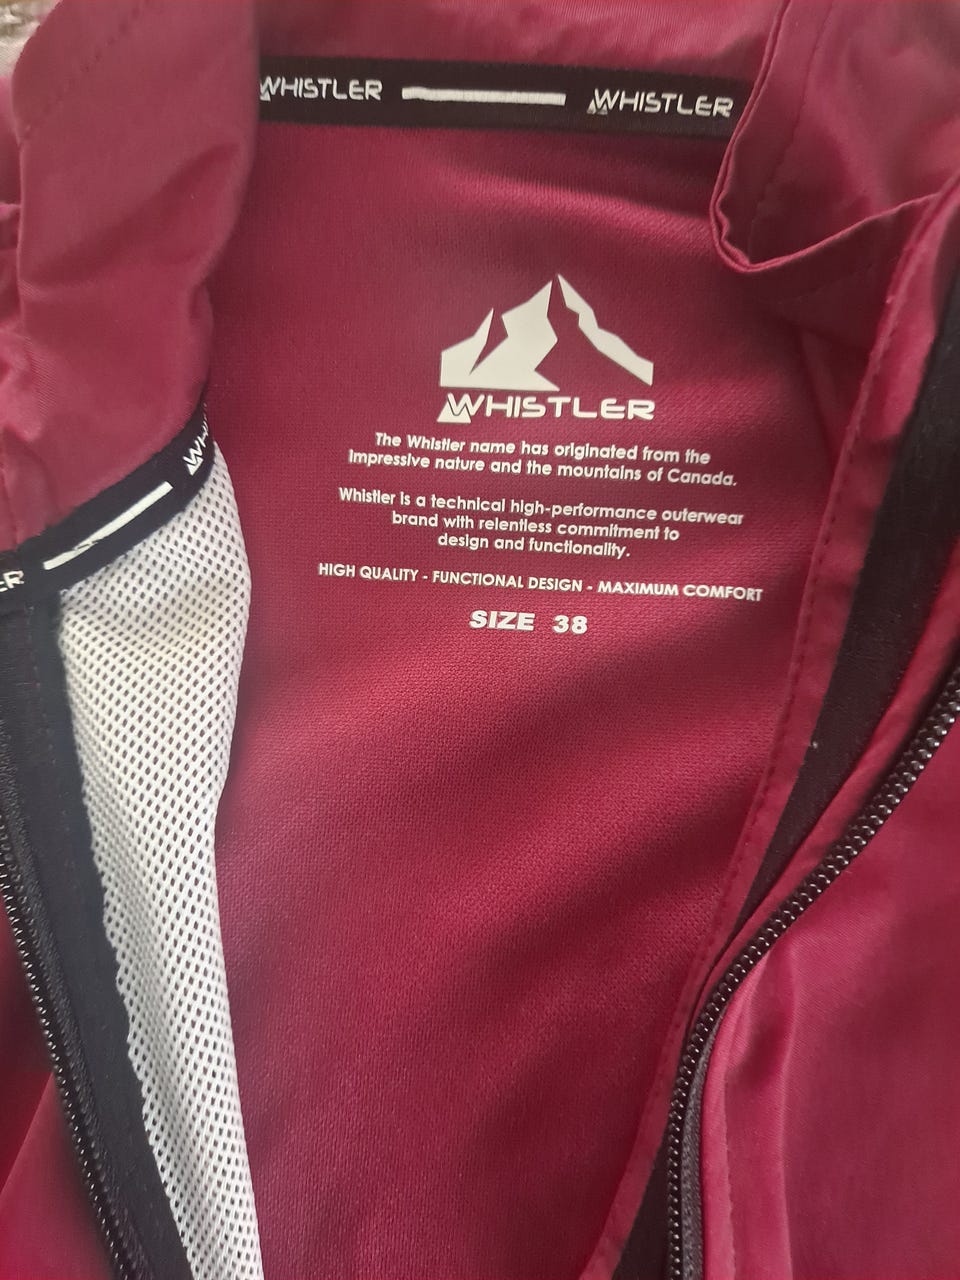 WHISTLER WHISTLER
WHISTLER
The Whistler name has originated from the
impressive nature and the mountains of Canada.
Whistler is a technical high-performance outerwear
brand with relentless commitment to
design and functionality.
HIGH QUALITY - FUNCTIONAL DESIGN - MAXIMUM COMFORT
SIZE 38
WHI
ER